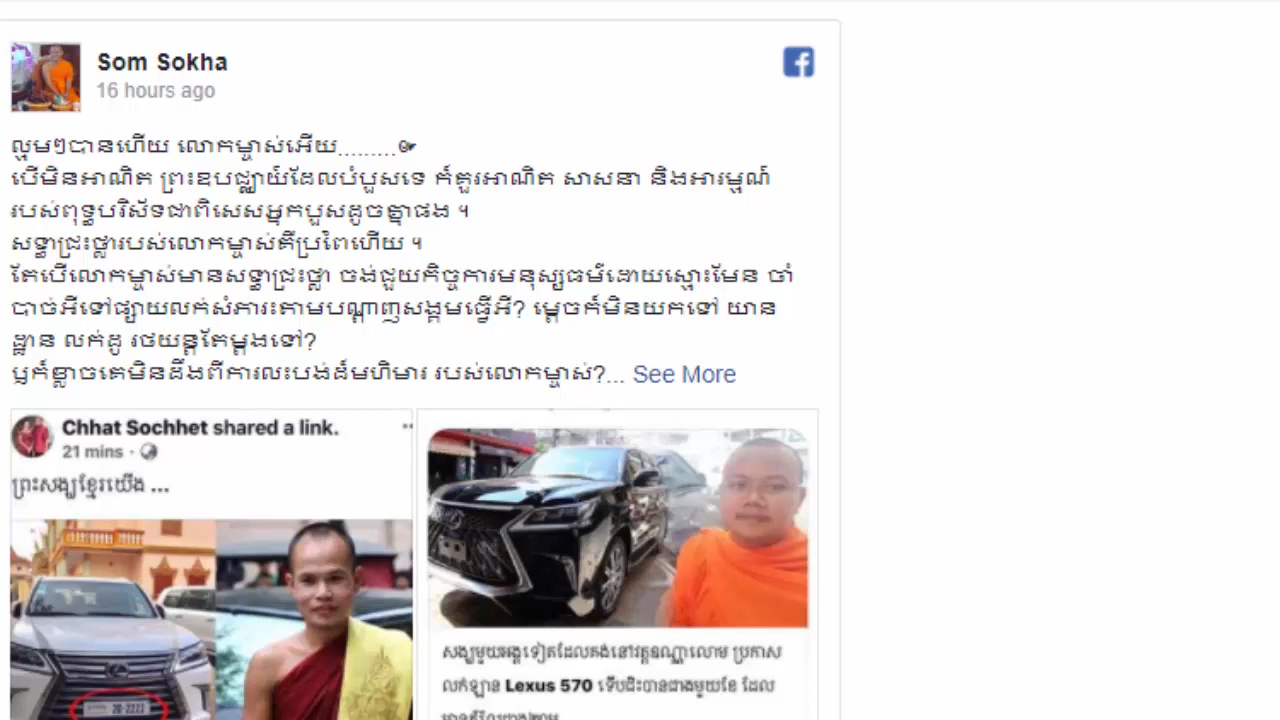 Som Sokha
16 hours ago
ល្មមៗបានហើយ លោកម្ចាស់អើយ.........
បើមិនអាណិត ព្រះឧបជ្ឈាយ៍ដែលបំបួសទេ ក៏គួរអាណិត សាសនា និងអារម្មណ៍
របស់ពុទ្ធបរិស័ទជាពិសេសអ្នកបួសដូចគ្នាផង ។
សទ្ធាជ្រះថ្លារបស់លោកម្ចាស់គឺប្រពៃហើយ ។
តែបើលោកម្ចាស់មានសទ្ធាជ្រះថ្លា ចង់ជួយកិច្ចការមនុស្សធម៌ដោយស្មោះមែន ចាំ
បាច់អីទៅផ្សាយលក់សំភារះតាមបណ្តាញសង្គមធ្វើអី? ម្តេចក៏មិនយកទៅ យាន
ដ្ឋាន លក់ដូ រថយន្តតែម្តងទៅ?
ឬក៏ខ្លាចគេមិនដឹងពីការលះបង់ដ៏មហិមារ របស់លោកម្ចាស់?... See More
Chhat Sochhet shared a link.
21 mins ·
ព្រះសង្ឃខ្មែរយើង ...
2D-2222
សង្ឃមួយអង្គទៀតដែលគង់នៅវត្តឧណ្ណាលោម ប្រកាស
លក់ឡាន Lexus 570 ទើបជិះបានជាងមួយខែ ដែល